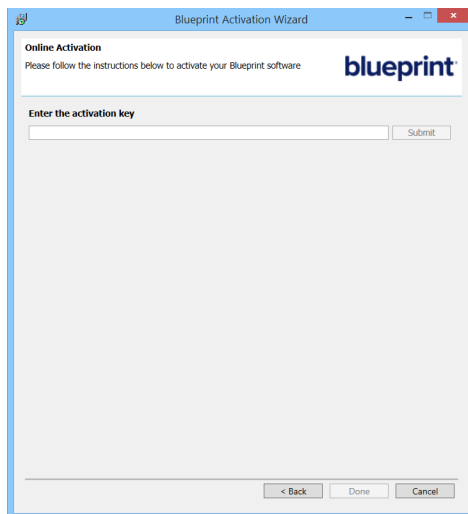 Blueprint Activation Wizard
Online Activation
Please follow the instructions below to activate your Blueprint software
blueprint
Enter the activation key
Submit
< Back
Done
Cancel